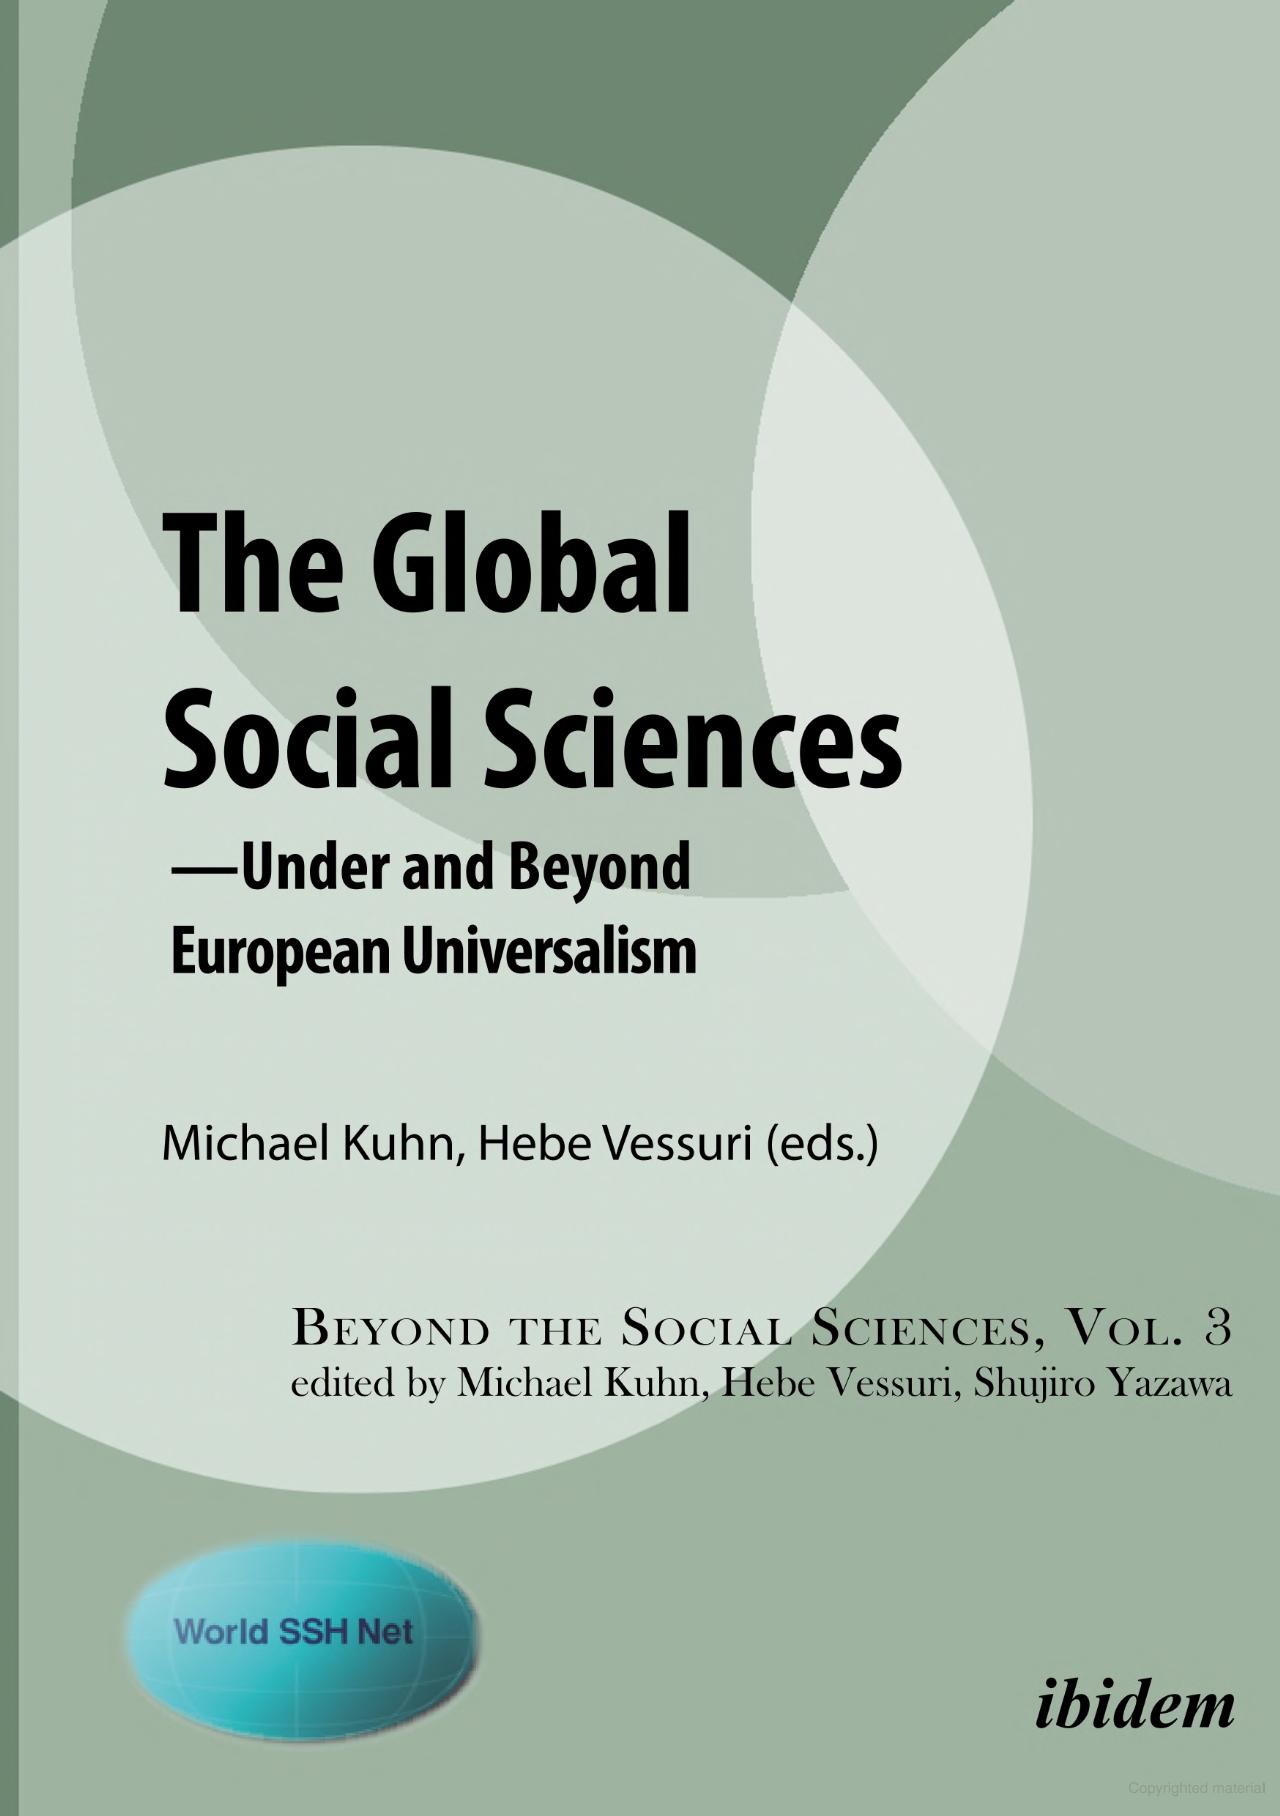 The Global
Social Sciences
—Under and Beyond
European Universalism
Michael Kuhn, Hebe Vessuri (eds.)
Beyond the Social Sciences, Vol. 3
edited by Michael Kuhn, Hebe Vessuri, Shujiro Yazawa
World SSH Net
ibidem
Copyrighted material